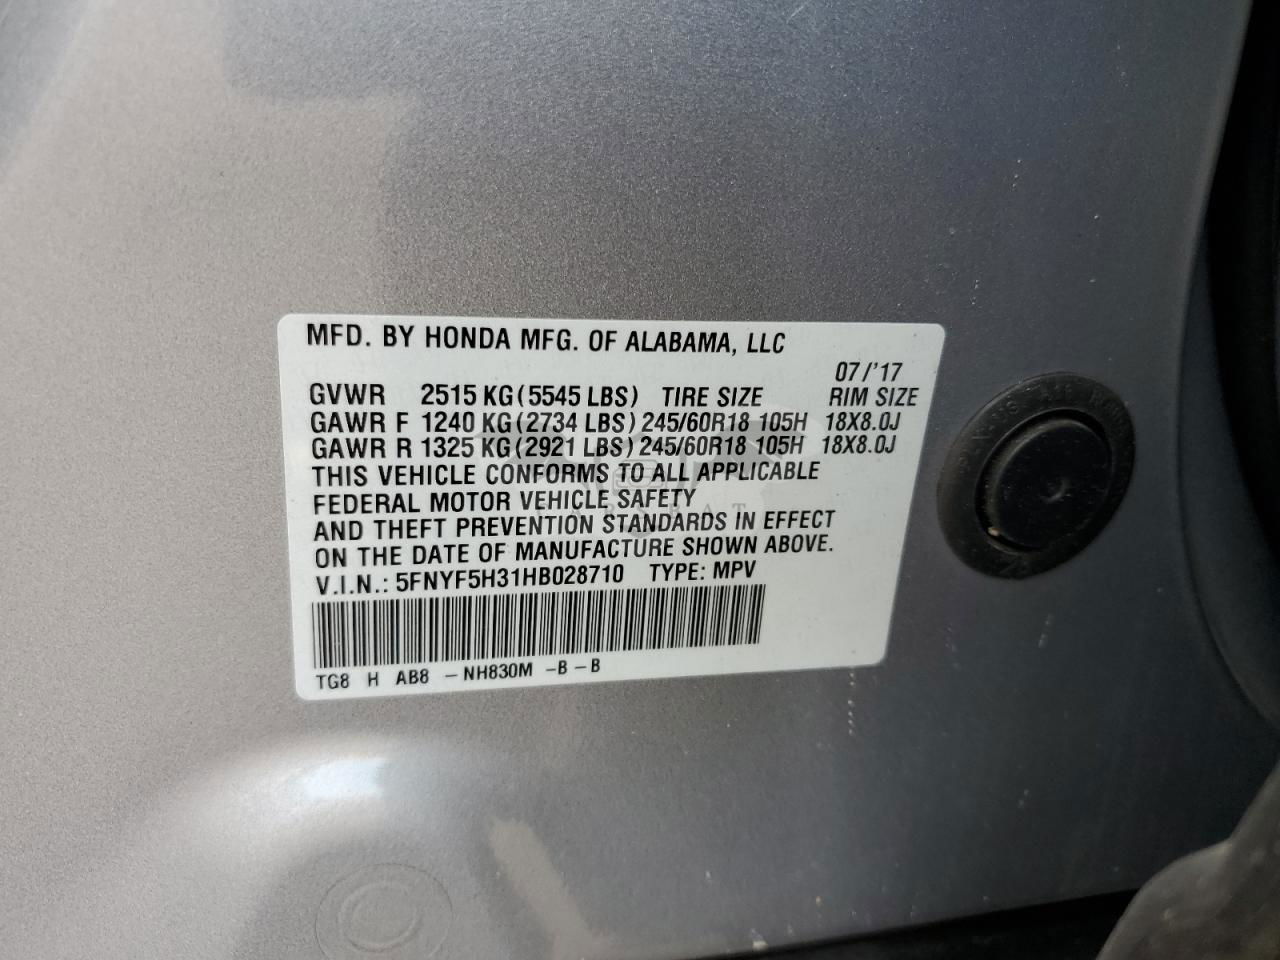 MFD. BY HONDA MFG. OF ALABAMA, LLC
07/'17
GVWR 2515 KG (5545 LBS) TIRE SIZE RIM SIZE
GAWR F 1240 KG (2734 LBS) 245/60R18 105H 18X8.0J
GAWR R 1325 KG (2921 LBS) 245/60R18 105H 18X8.0J
THIS VEHICLE CONFORMS TO ALL APPLICABLE
FEDERAL MOTOR VEHICLE SAFETY
AND THEFT PREVENTION STANDARDS IN EFFECT
ON THE DATE OF MANUFACTURE SHOWN ABOVE.
V.I.N.: 5FNYF5H31HB028710 TYPE: MPV
TG8 H AB8 -NH830M -B-B